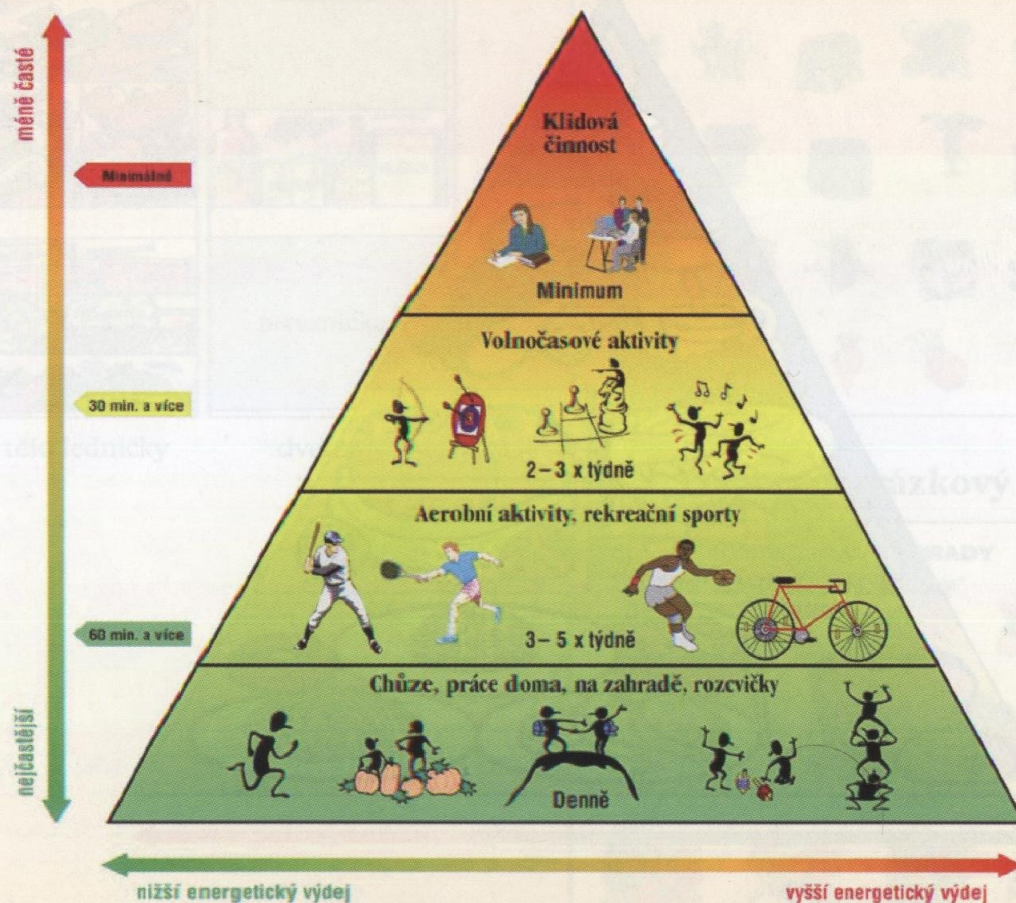 méně časté
Minimálně
30 min. a více
60 min. a více
nejčastější
Klidová
činnost
Minimum
Volnočasové aktivity
2 – 3 x týdně
Aerobní aktivity, rekreační sporty
3 – 5 x týdně
Chůze, práce doma, na zahradě, rozcvičky
Denně
nižší energetický výdej
vyšší energetický výdej